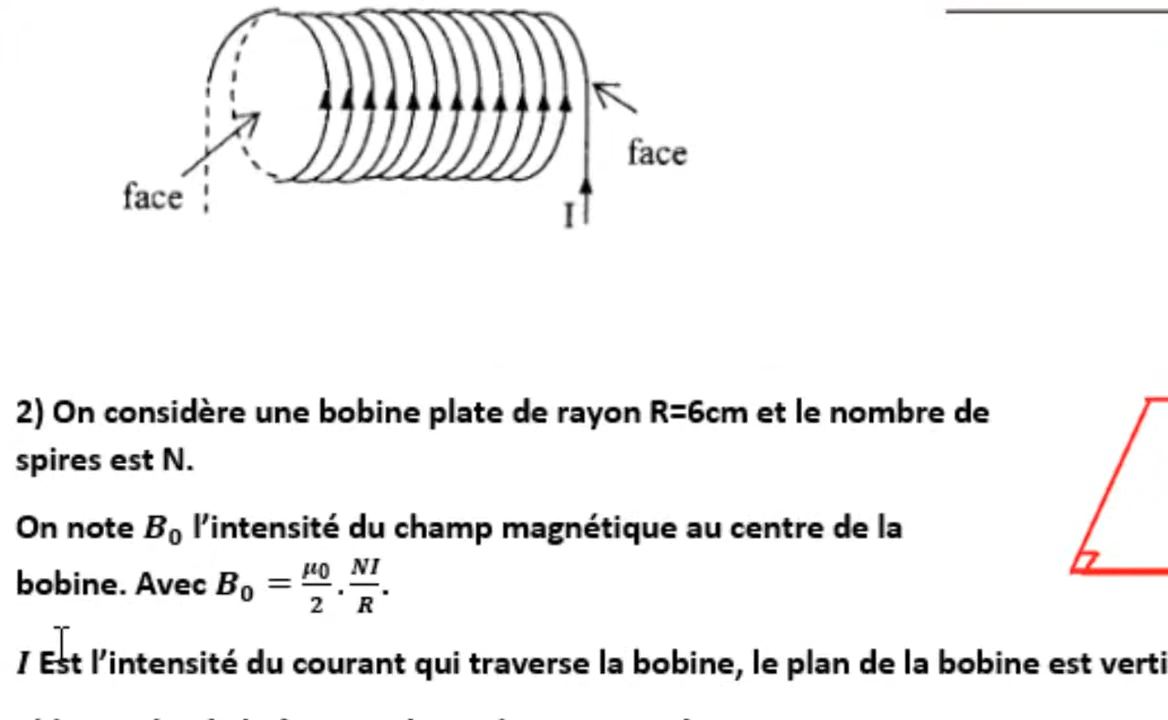 face
face
I
2) On considère une bobine plate de rayon R=6cm et le nombre de
spires est N.
On note B₀ l'intensité du champ magnétique au centre de la
bobine. Avec B₀ = μ0/2 . NI/R.
I Est l'intensité du courant qui traverse la bobine, le plan de la bobine est verti